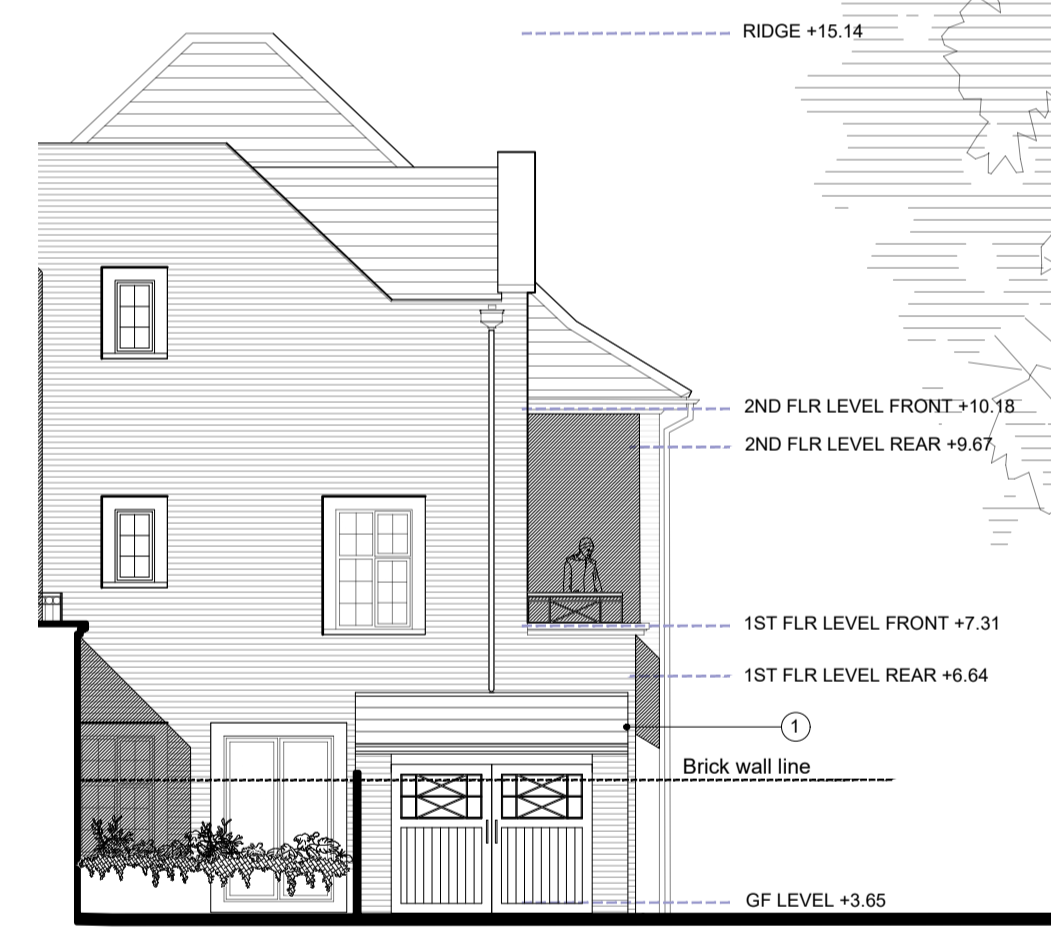 RIDGE +15.14
2ND FLR LEVEL FRONT +10.18
2ND FLR LEVEL REAR +9.67
1ST FLR LEVEL FRONT +7.31
1ST FLR LEVEL REAR +6.64
1
Brick wall line
GF LEVEL +3.65